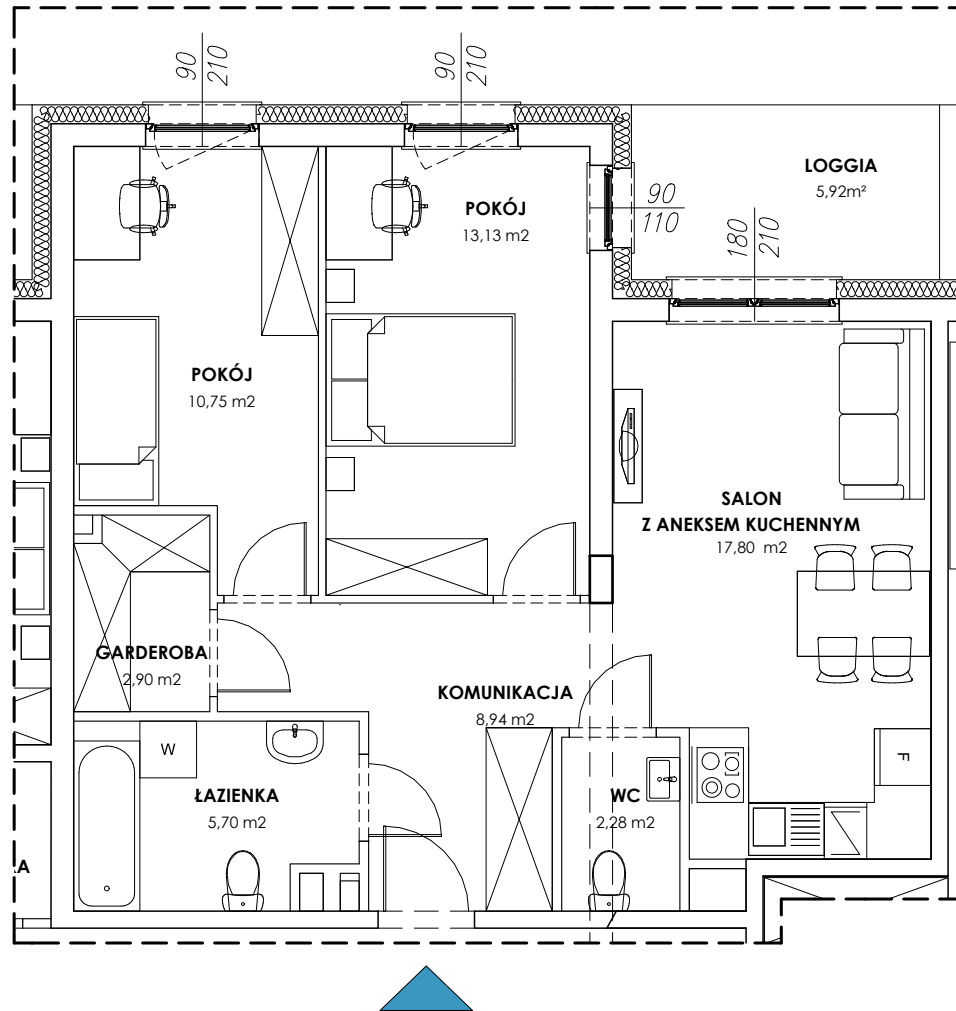 90
210
90
210
LOGGIA
5,92m²
POKÓJ
13,13 m2
90
110
180
210
POKÓJ
10,75 m2
SALON
Z ANEKSEM KUCHENNYM
17,80 m2
GARDEROBA
2,90 m2
KOMUNIKACJA
8,94 m2
W
F
ŁAZIENKA
5,70 m2
WC
2,28 m2
A